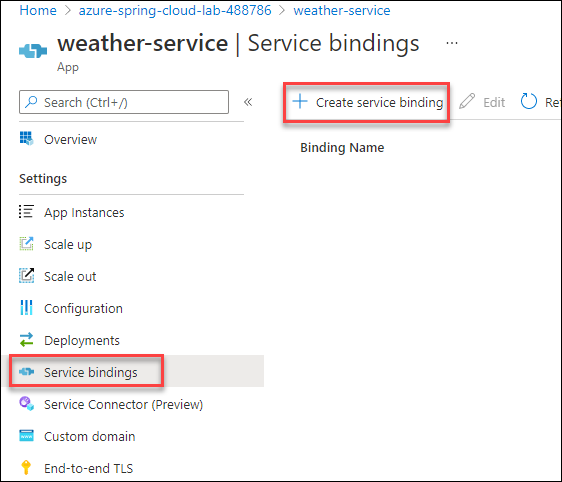 Home > azure-spring-cloud-lab-488786 > weather-service
weather-service | Service bindings ...
App
Search (Ctrl+/) «
+ Create service binding Edit Ref
Overview
Binding Name
Settings
App Instances
Scale up
Scale out
Configuration
Deployments
Service bindings
Service Connector (Preview)
Custom domain
End-to-end TLS